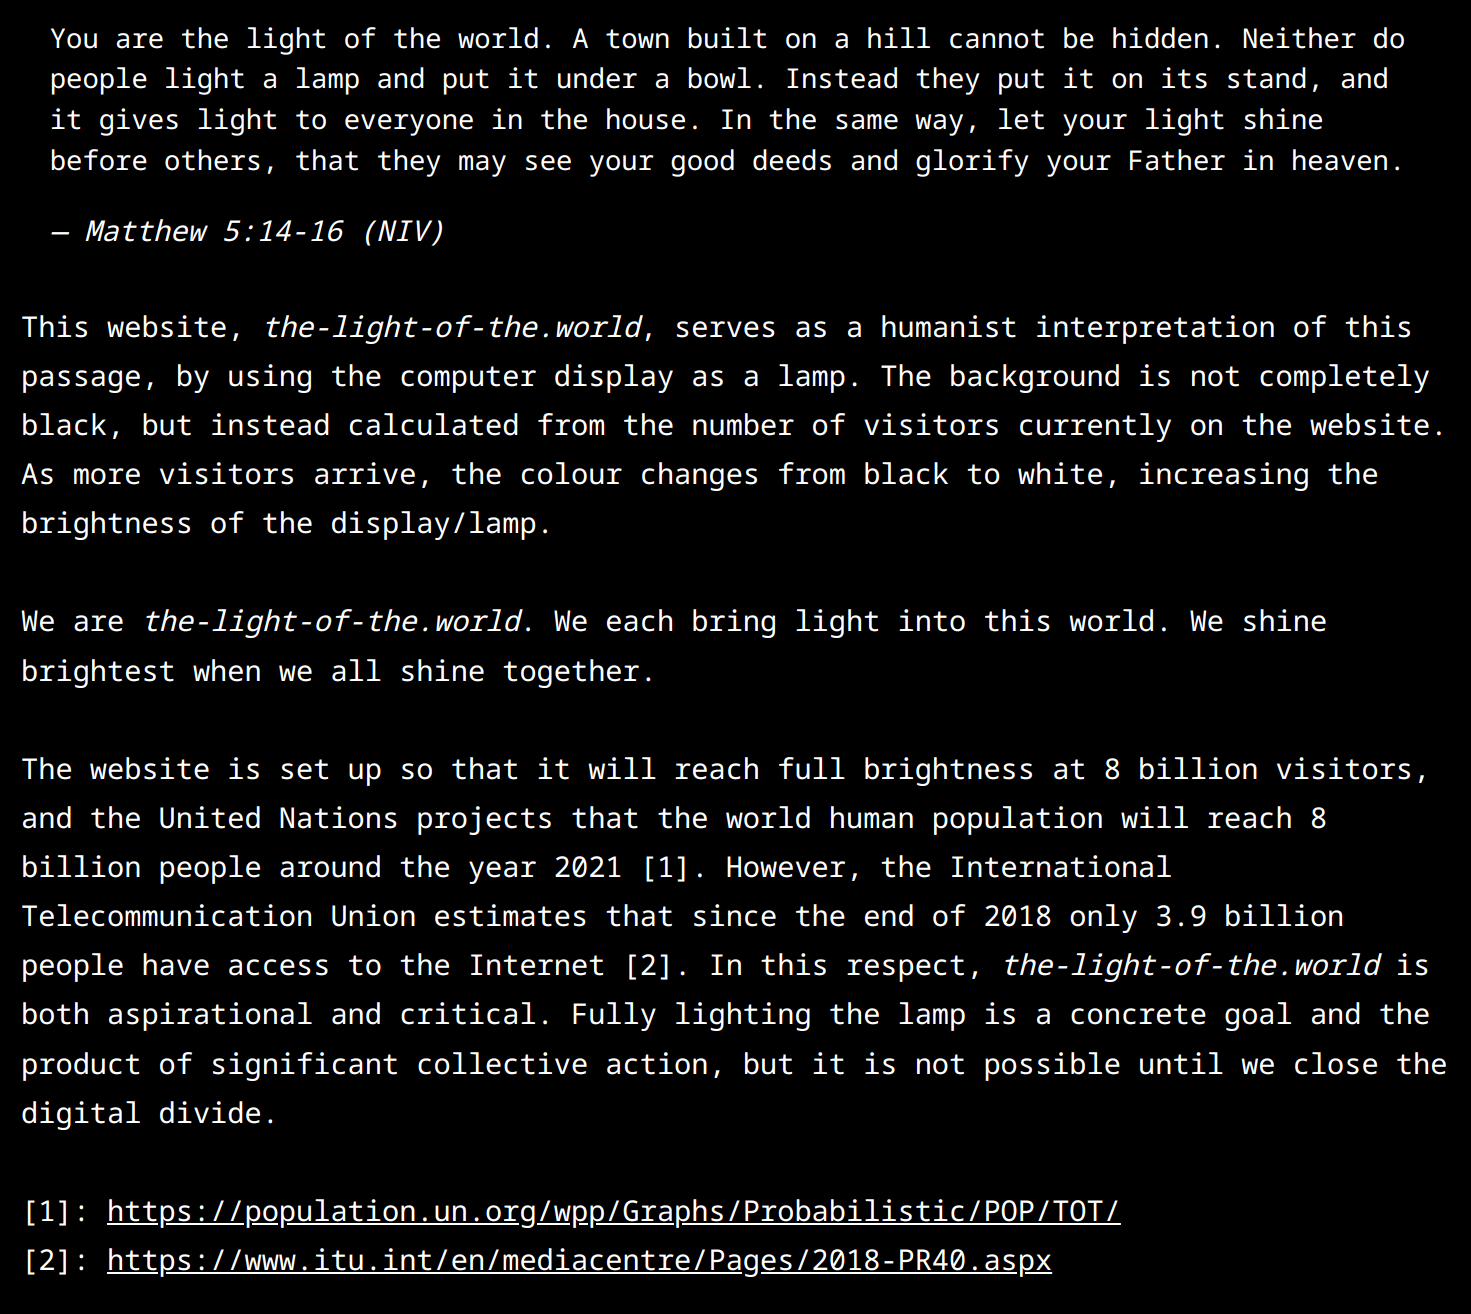 You are the light of the world. A town built on a hill cannot be hidden. Neither do
people light a lamp and put it under a bowl. Instead they put it on its stand, and
it gives light to everyone in the house. In the same way, let your light shine
before others, that they may see your good deeds and glorify your Father in heaven.
— Matthew 5:14-16 (NIV)
This website, the-light-of-the.world, serves as a humanist interpretation of this
passage, by using the computer display as a lamp. The background is not completely
black, but instead calculated from the number of visitors currently on the website.
As more visitors arrive, the colour changes from black to white, increasing the
brightness of the display/lamp.
We are the-light-of-the.world. We each bring light into this world. We shine
brightest when we all shine together.
The website is set up so that it will reach full brightness at 8 billion visitors,
and the United Nations projects that the world human population will reach 8
billion people around the year 2021 [1]. However, the International
Telecommunication Union estimates that since the end of 2018 only 3.9 billion
people have access to the Internet [2]. In this respect, the-light-of-the.world is
both aspirational and critical. Fully lighting the lamp is a concrete goal and the
product of significant collective action, but it is not possible until we close the
digital divide.
[1]: https://population.un.org/wpp/Graphs/Probabilistic/POP/TOT/
[2]: https://www.itu.int/en/mediacentre/Pages/2018-PR40.aspx